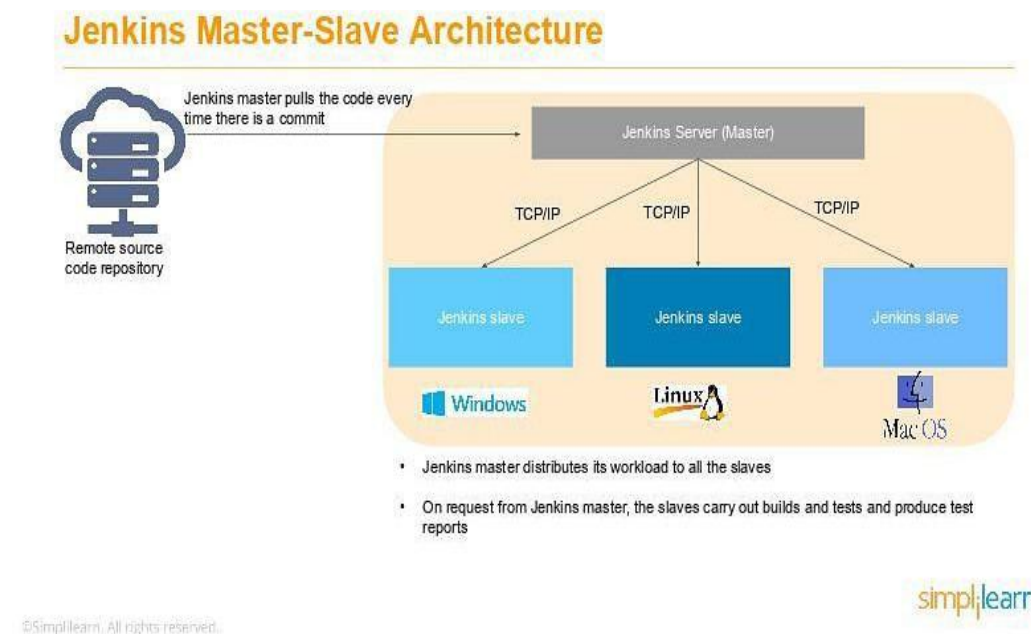 Jenkins Master-Slave Architecture
Jenkins master pulls the code every
time there is a commit
Jenkins Server (Master)
TCP/IP
TCP/IP
TCP/IP
Remote source
code repository
Jenkins slave
Jenkins slave
Jenkins slave
Windows
Linux
Mac OS
• Jenkins master distributes its workload to all the slaves
• On request from Jenkins master, the slaves carry out builds and tests and produce test
reports
simplilearn
©Simplilearn. All rights reserved.